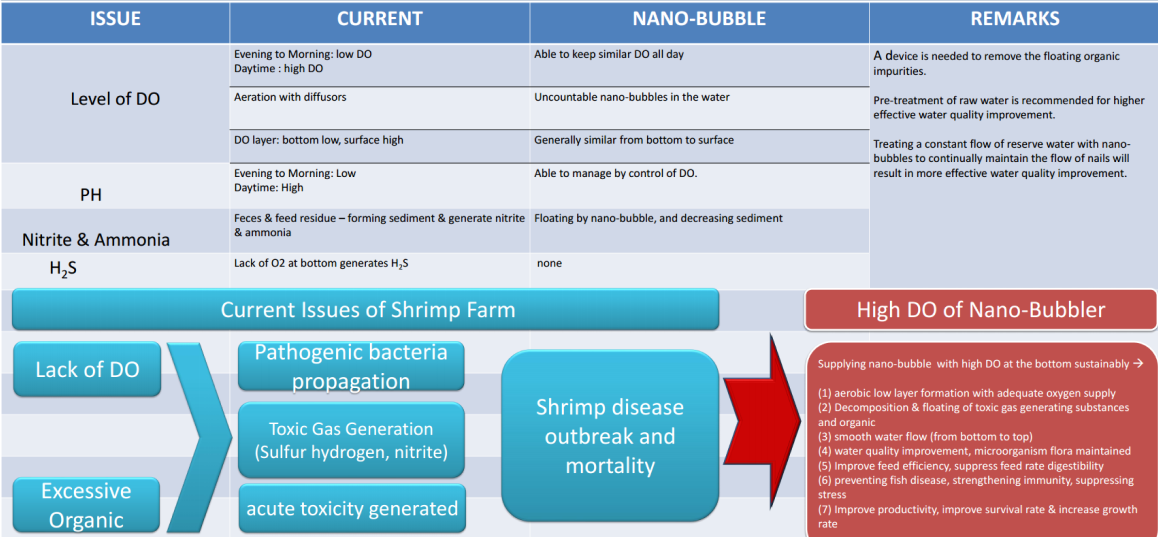 ISSUE
CURRENT
NANO-BUBBLE
REMARKS
Level of DO
Evening to Morning: low DO
Daytime : high DO
Able to keep similar DO all day
Aeration with diffusors
Uncountable nano-bubbles in the water
DO layer: bottom low, surface high
Generally similar from bottom to surface
A device is needed to remove the floating organic
impurities.
Pre-treatment of raw water is recommended for higher
effective water quality improvement.
Treating a constant flow of reserve water with nano-
bubbles to continually maintain the flow of nails will
result in more effective water quality improvement.
PH
Evening to Morning: Low
Daytime: High
Able to manage by control of DO.
Nitrite & Ammonia
Feces & feed residue – forming sediment & generate nitrite
& ammonia
Floating by nano-bubble, and decreasing sediment
H₂S
Lack of O2 at bottom generates H₂S
none
Current Issues of Shrimp Farm
High DO of Nano-Bubbler
Lack of DO
Excessive
Organic
Pathogenic bacteria
propagation
Toxic Gas Generation
(Sulfur hydrogen, nitrite)
acute toxicity generated
Shrimp disease
outbreak and
mortality
Supplying nano-bubble with high DO at the bottom sustainably →
(1) aerobic low layer formation with adequate oxygen supply
(2) Decomposition & floating of toxic gas generating substances
and organic
(3) smooth water flow (from bottom to top)
(4) water quality improvement, microorganism flora maintained
(5) Improve feed efficiency, suppress feed rate digestibility
(6) preventing fish disease, strengthening immunity, suppressing
stress
(7) Improve productivity, improve survival rate & increase growth
rate